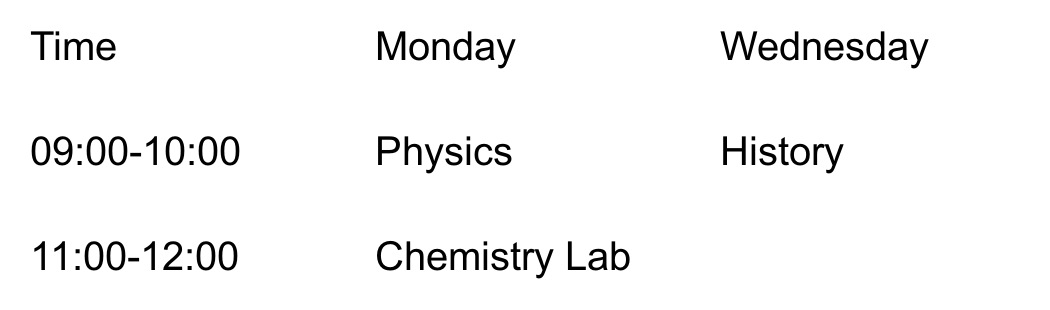 Time Monday Wednesday
09:00-10:00 Physics History
11:00-12:00 Chemistry Lab